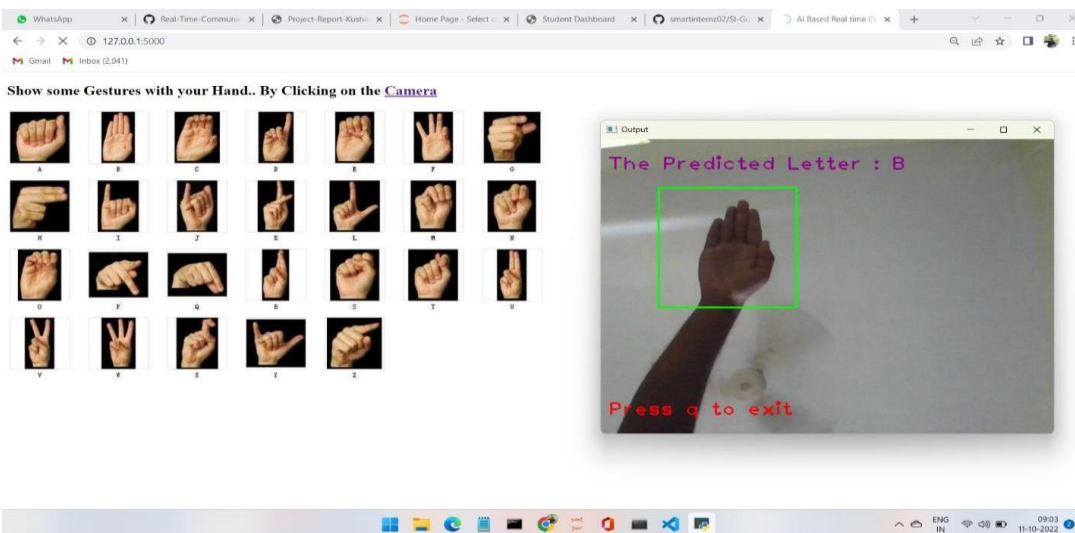 WhatsApp
Real-Time-Commun
Project-Report-Kusha
Home Page - Select o
Student Dashboard
smartinternz02/SI-Gu
AI Based Real time C
127.0.0.1:5000
Gmail
Inbox (2,041)
Show some Gestures with your Hand.. By Clicking on the Camera
A B C D E F G
H I J K L M N
O P Q R S T U
V W X Y Z
Output
The Predicted Letter : B
Press q to exit
ENG
IN
09:03
11-10-2022